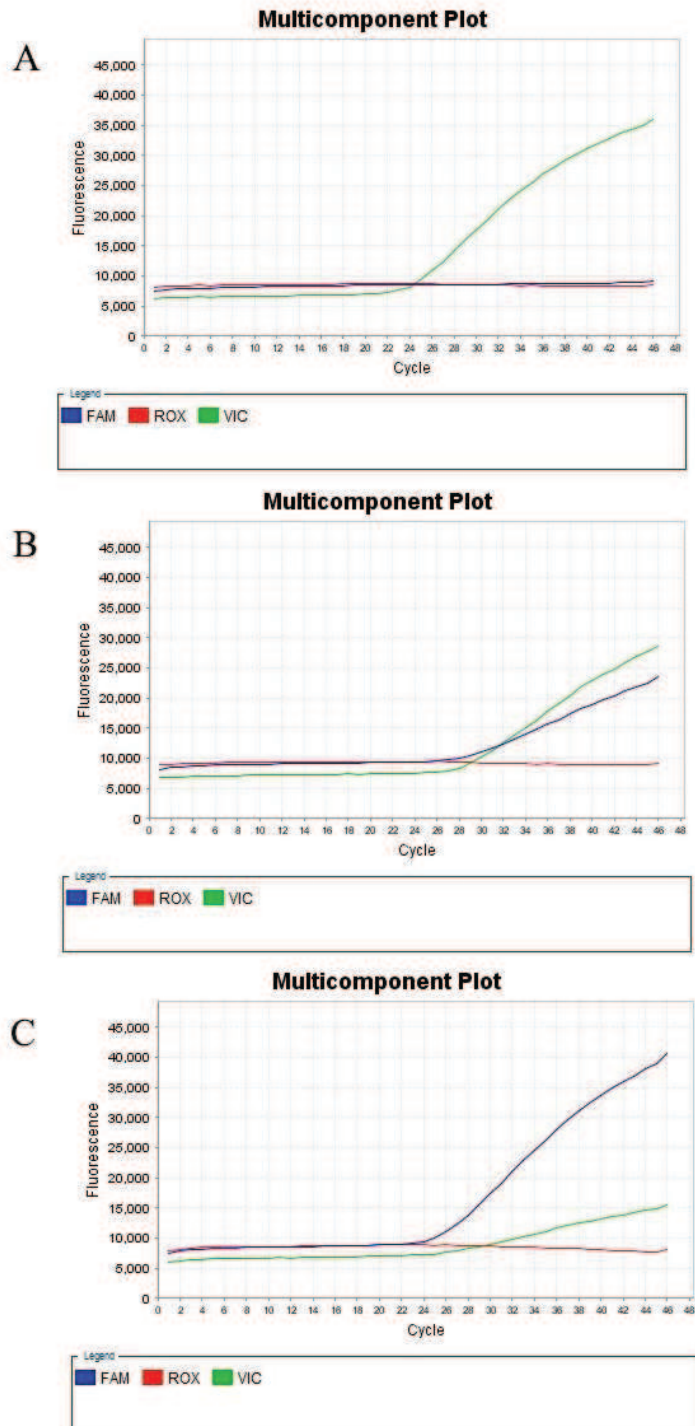 Multicomponent Plot
A
45,000
40,000
35,000
30,000
25,000
20,000
15,000
10,000
5,000
0
Fluorescence
0 2 4 6 8 10 12 14 16 18 20 22 24 26 28 30 32 34 36 38 40 42 44 46 48
Cycle
Legend
FAM ROX VIC
Multicomponent Plot
B
45,000
40,000
35,000
30,000
25,000
20,000
15,000
10,000
5,000
0
Fluorescence
0 2 4 6 8 10 12 14 16 18 20 22 24 26 28 30 32 34 36 38 40 42 44 46 48
Cycle
Legend
FAM ROX VIC
Multicomponent Plot
C
45,000
40,000
35,000
30,000
25,000
20,000
15,000
10,000
5,000
0
Fluorescence
0 2 4 6 8 10 12 14 16 18 20 22 24 26 28 30 32 34 36 38 40 42 44 46 48
Cycle
Legend
FAM ROX VIC